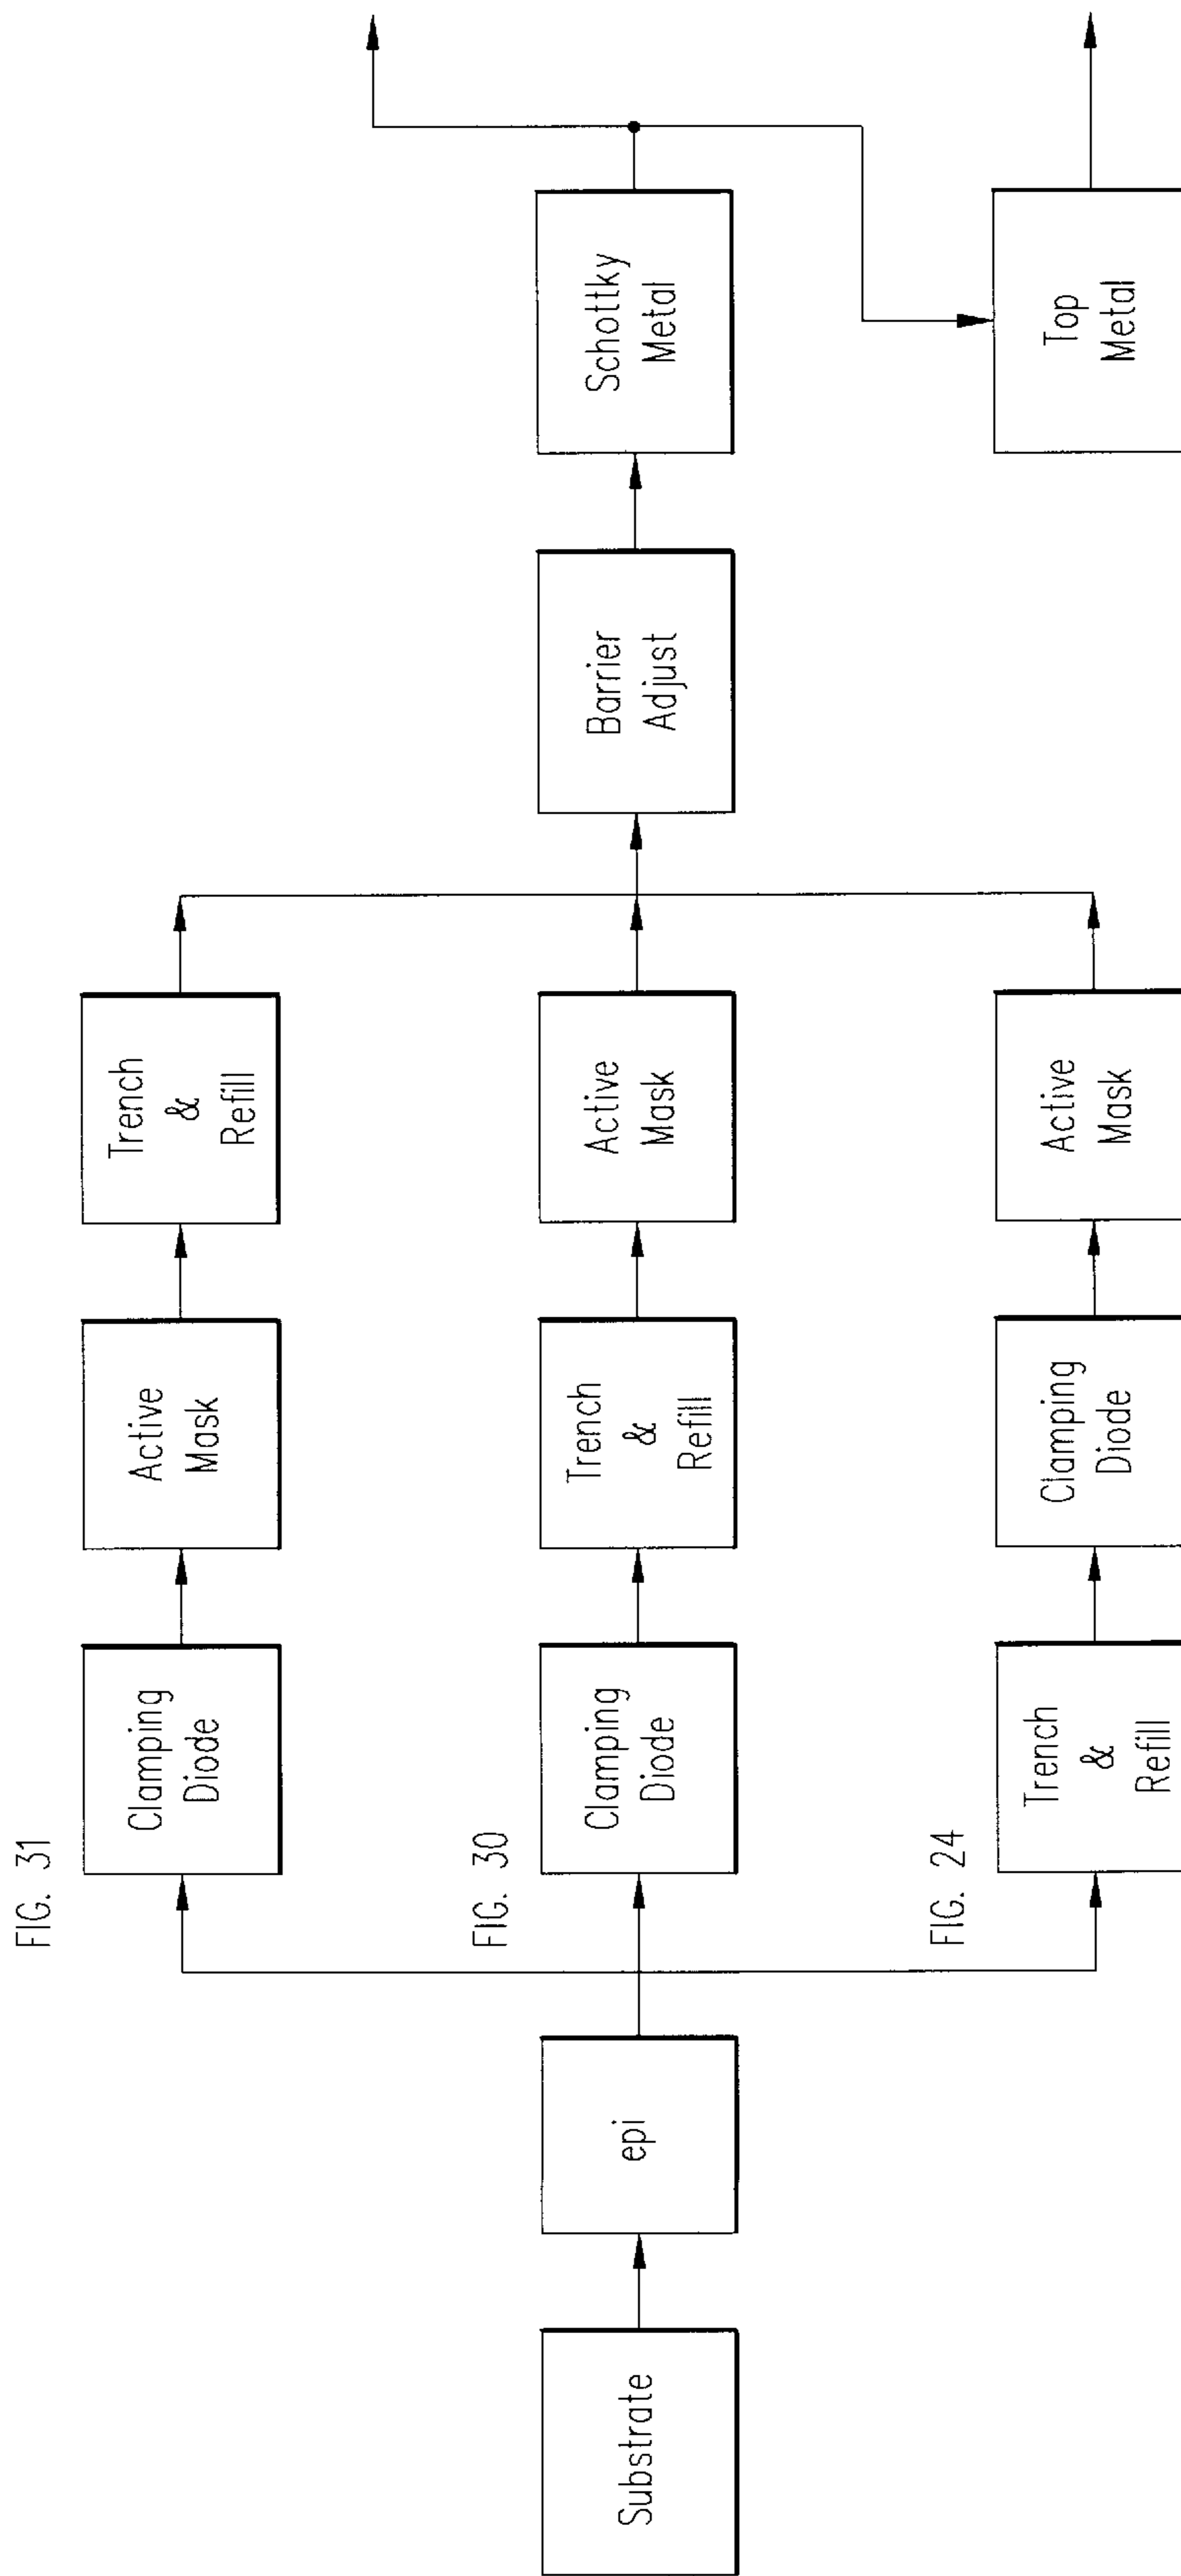 Substrate
epi
FIG. 31
Clamping
Diode
Active
Mask
Trench
&
Refill
FIG. 30
Clamping
Diode
Trench
&
Refill
Active
Mask
FIG. 24
Trench
&
Refill
Clamping
Diode
Active
Mask
Barrier
Adjust
Schottky
Metal
Top
Metal